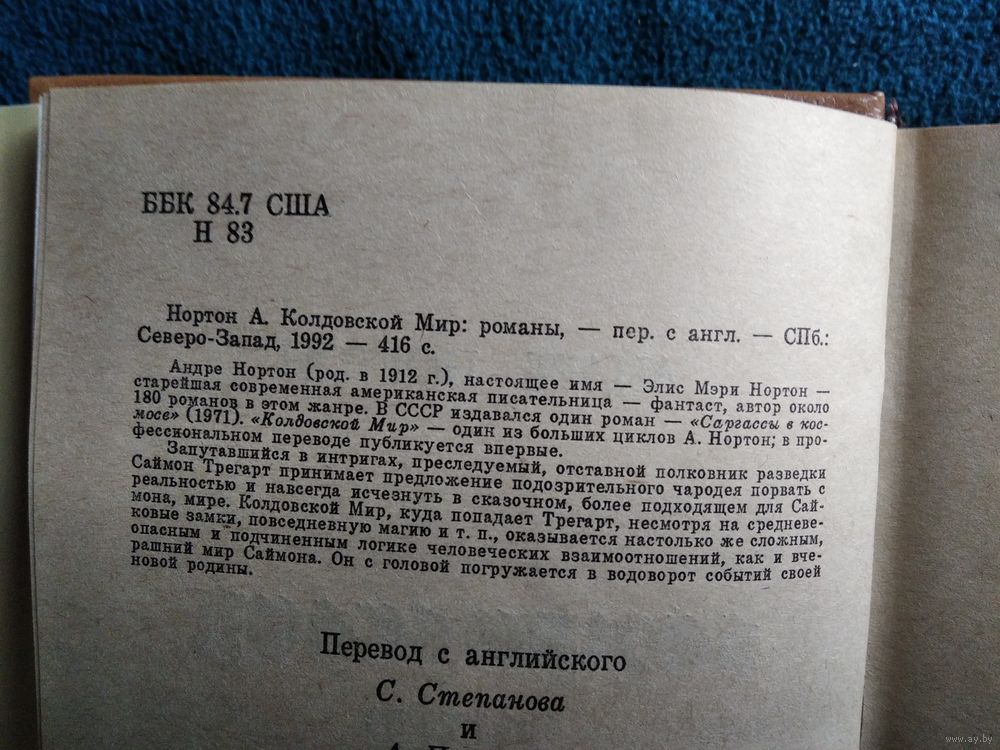 ББК 84.7 США
Н 83
Нортон А. Колдовской Мир: романы, — пер. с англ. — СПб.:
Северо-Запад, 1992 — 416 с.
Андре Нортон (род. в 1912 г.), настоящее имя — Элис Мэри Нортон —
старейшая современная американская писательница — фантаст, автор около
180 романов в этом жанре. В СССР издавался один роман — «Саргассы в кос-
мосе» (1971). «Колдовской Мир» — один из больших циклов А. Нортон; в про-
фессиональном переводе публикуется впервые.
Запутавшийся в интригах, преследуемый, отставной полковник разведки
Саймон Трегарт принимает предложение подозрительного чародея порвать с
реальностью и навсегда исчезнуть в сказочном, более подходящем для Сай-
мона, мире. Колдовской Мир, куда попадает Трегарт, несмотря на средневе-
ковые замки, повседневную магию и т. п., оказывается настолько же сложным,
опасным и подчиненным логике человеческих взаимоотношений, как и вче-
рашний мир Саймона. Он с головой погружается в водоворот событий своей
новой родины.
Перевод с английского
С. Степанова
и
www.ay.by